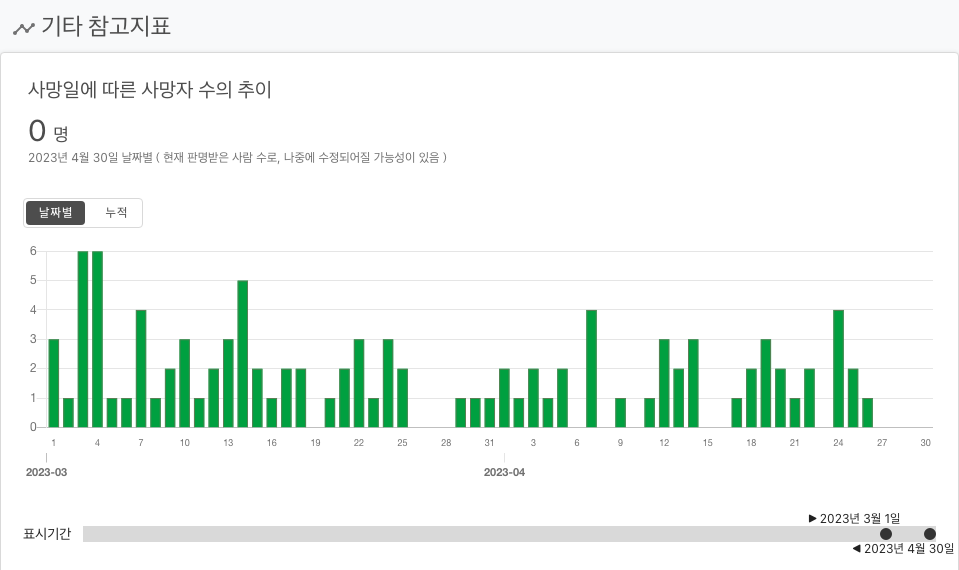 기타 참고지표
사망일에 따른 사망자 수의 추이
0 명
2023년 4월 30일 날짜별 ( 현재 판명받은 사람 수로, 나중에 수정되어질 가능성이 있음 )
날짜별 누적
6
5
4
3
2
1
0
1 4 7 10 13 16 19 22 25 28 31 3 6 9 12 15 18 21 24 27 30
2023-03 2023-04
▶ 2023년 3월 1일
표시기간
◀ 2023년 4월 30일